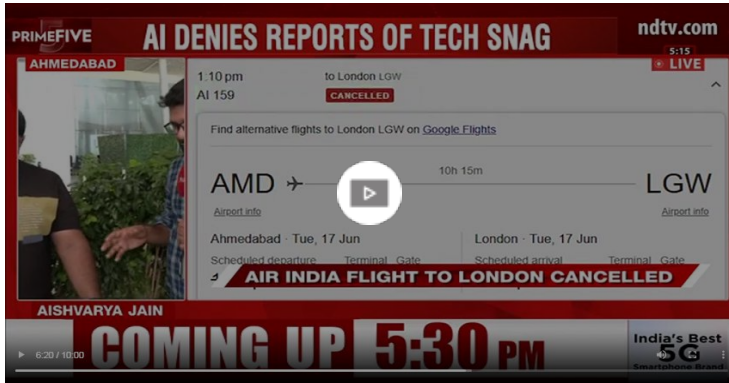 PRIMEFIVE
5
AI DENIES REPORTS OF TECH SNAG
ndtv.com
5:15
LIVE
AHMEDABAD
1:10 pm to London LGW
AI 159 CANCELLED
Find alternative flights to London LGW on Google Flights
10h 15m
AMD LGW
Airport info Airport info
Ahmedabad · Tue, 17 Jun London · Tue, 17 Jun
Scheduled departure Terminal Gate Scheduled arrival Terminal Gate
AIR INDIA FLIGHT TO LONDON CANCELLED
AISHVARYA JAIN
COMING UP 5:30 PM
India's Best
5G
Smartphone Brand
6:20 / 10:00